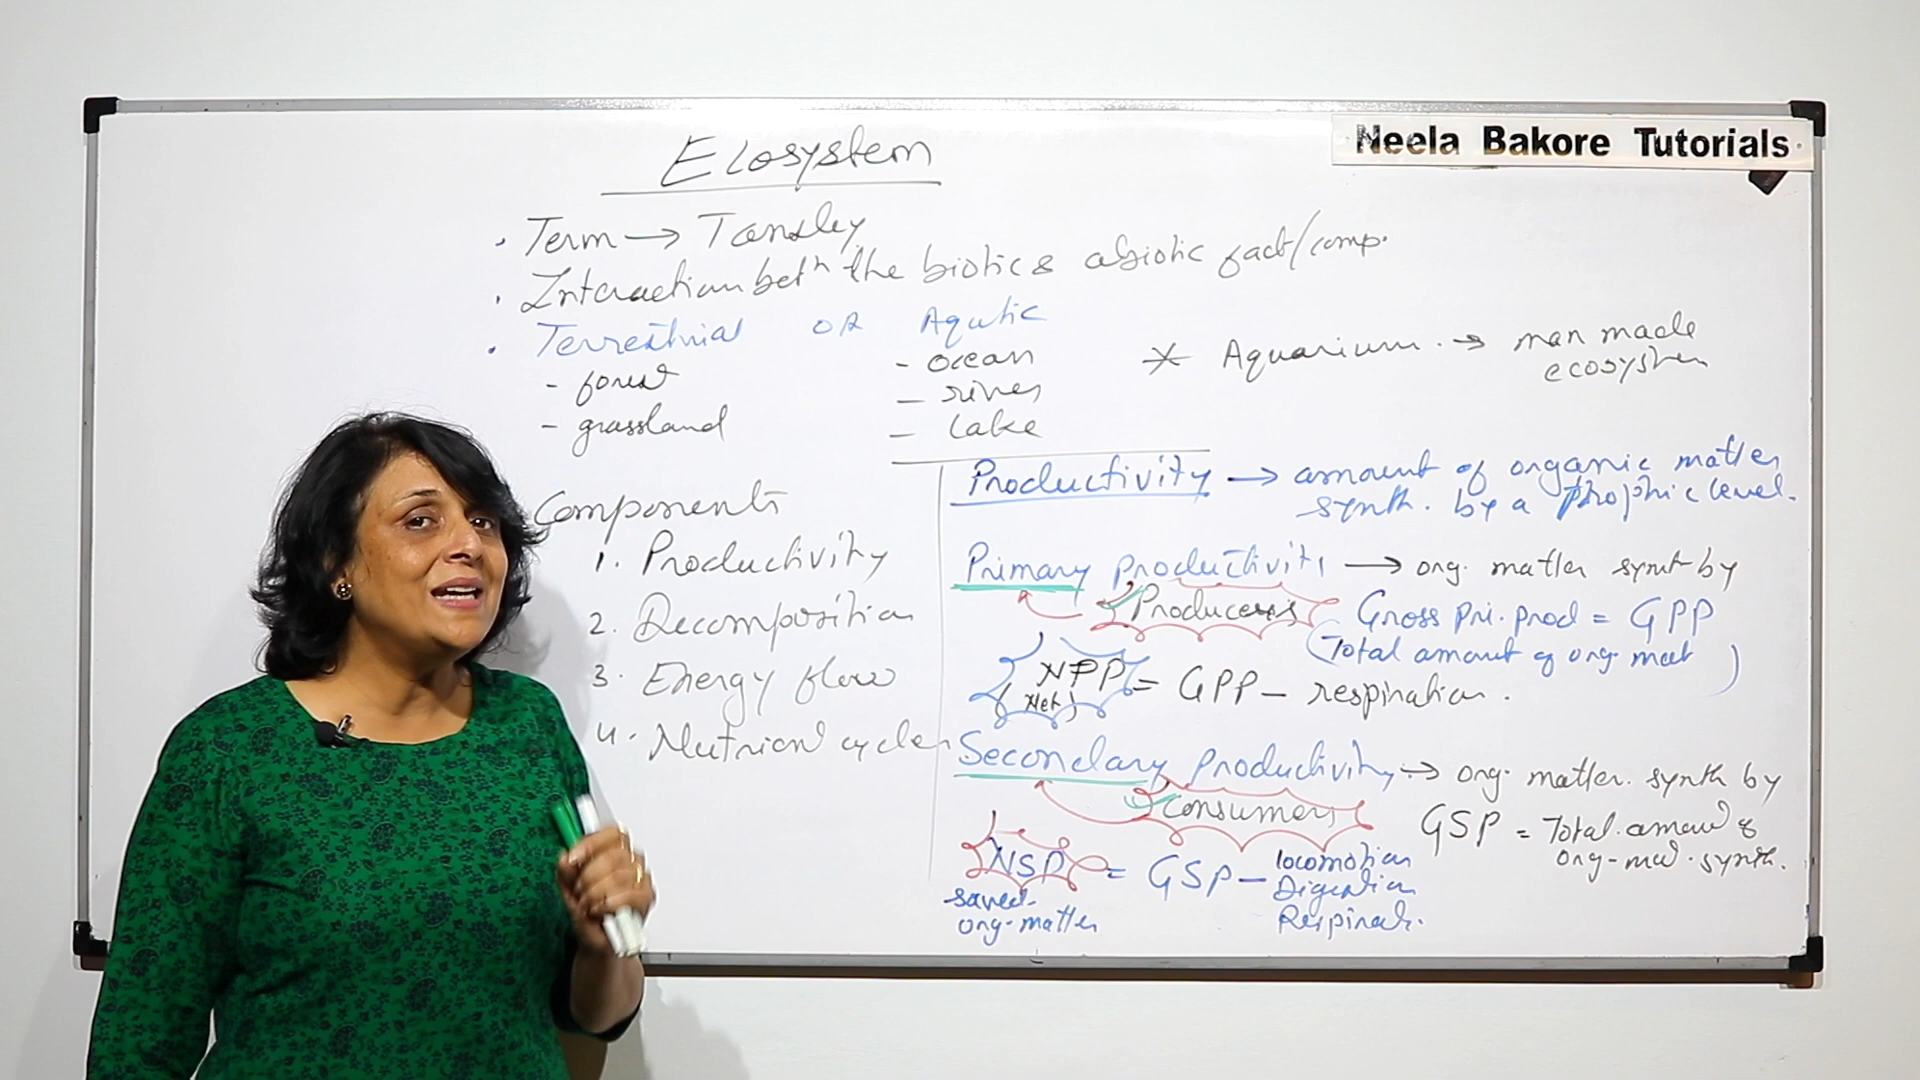 Neela Bakore Tutorials
Ecosystem
· Term → Tansley
· Interaction betⁿ the biotic & abiotic fact/comp.
· Terrestrial OR Aqutic
- forest
- grassland
- ocean
- river
- Lake
* Aquarium → man made
ecosystem
Components
1. Productivity
2. Decomposition
3. Energy flow
4. Nutrient cycle
Productivity → amount of organic matter
synth. by a trophic level.
Primary productivity → org. matter synt by
Producers
Gross pri. prod = GPP
(Total amount of org. mat)
NPP = GPP - respiration.
(Net)
Secondary productivity → org. matter synth by
Consumers
GSP = Total amount of
org-mat. synth.
NSP = GSP - locomotion
Digestion
Respirat.
saved
org-matter